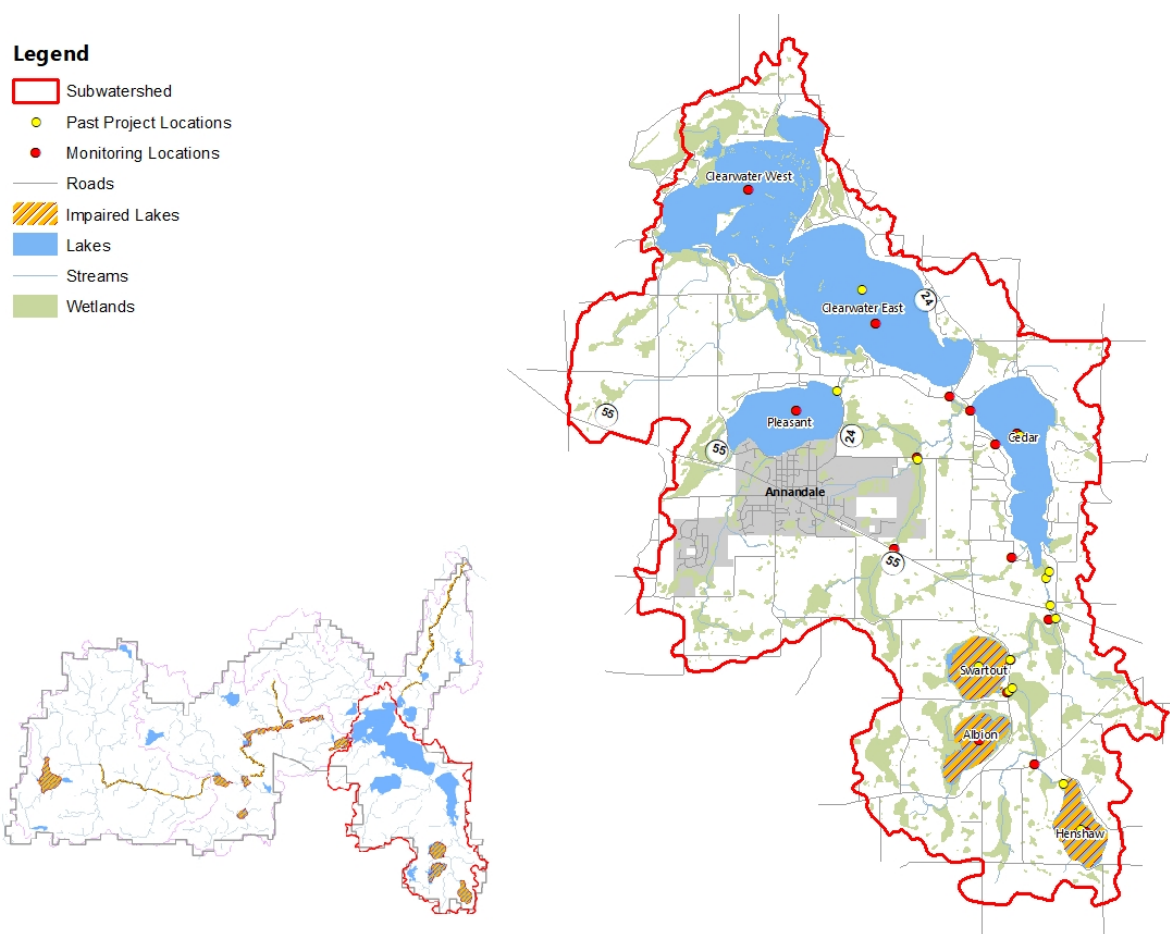 Legend
Subwatershed
Past Project Locations
Monitoring Locations
Roads
Impaired Lakes
Lakes
Streams
Wetlands
Clearwater West
24
Clearwater East
55
Pleasant
24
55
Cedar
Annandale
55
Swartout
Albion
Henshaw